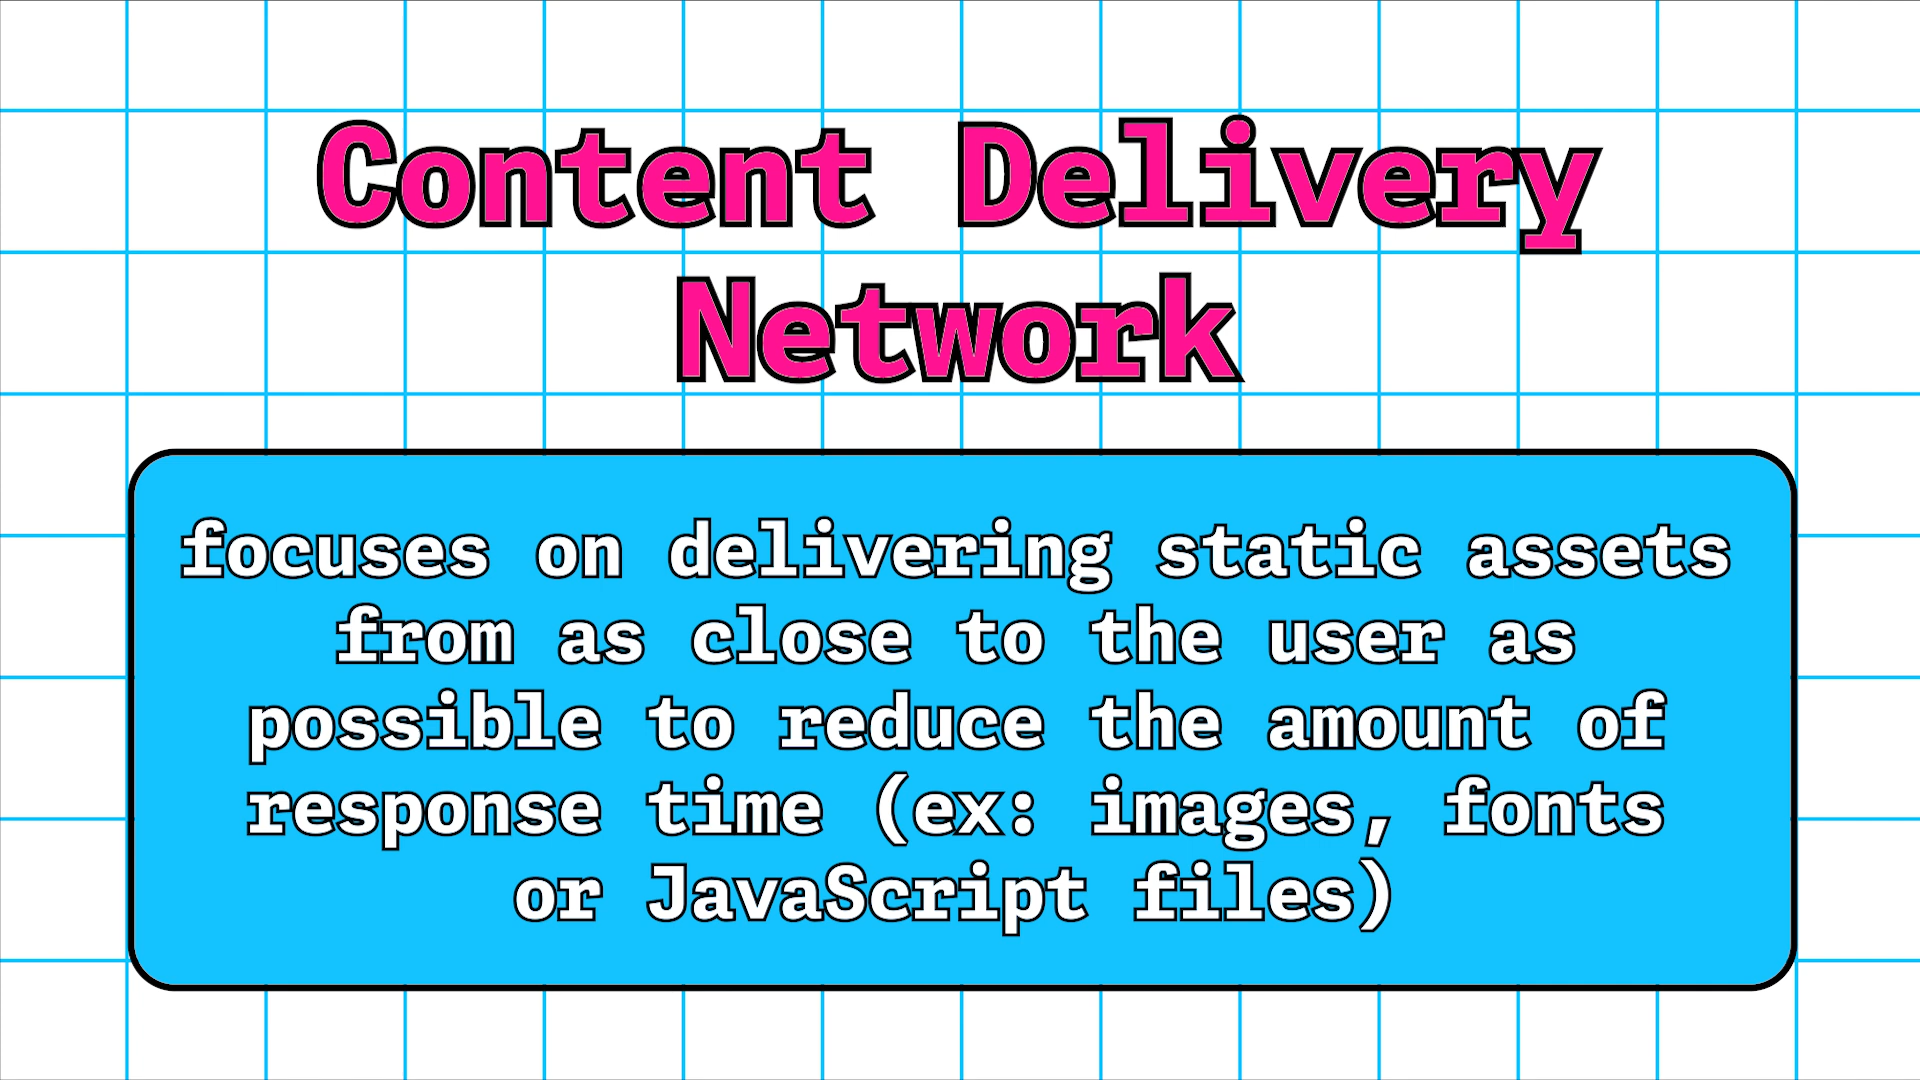 Content Delivery
Network
focuses on delivering static assets
from as close to the user as
possible to reduce the amount of
response time (ex: images, fonts
or JavaScript files)